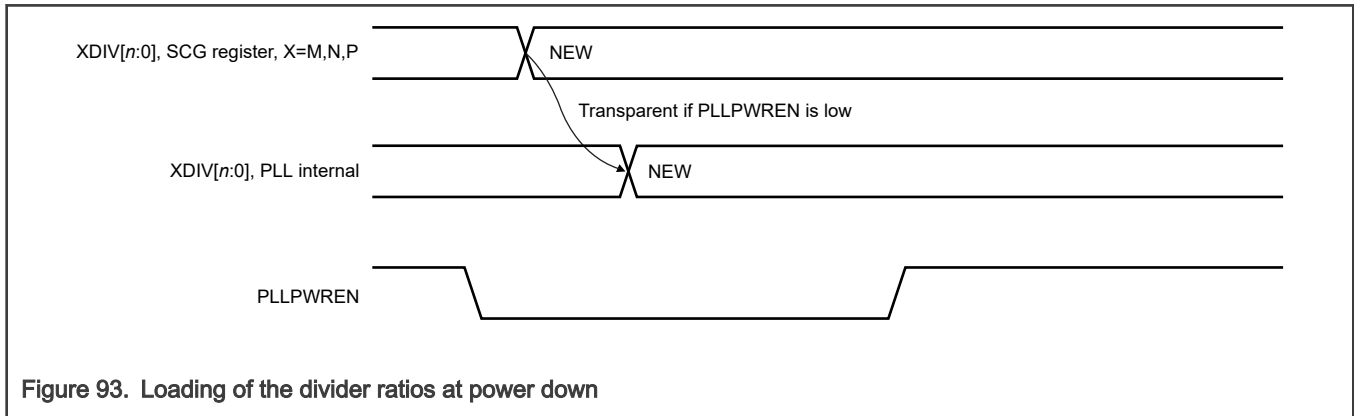 XDIV[n:0], SCG register, X=M,N,P
NEW
Transparent if PLLPWREN is low
XDIV[n:0], PLL internal
NEW
PLLPWREN
Figure 93. Loading of the divider ratios at power down